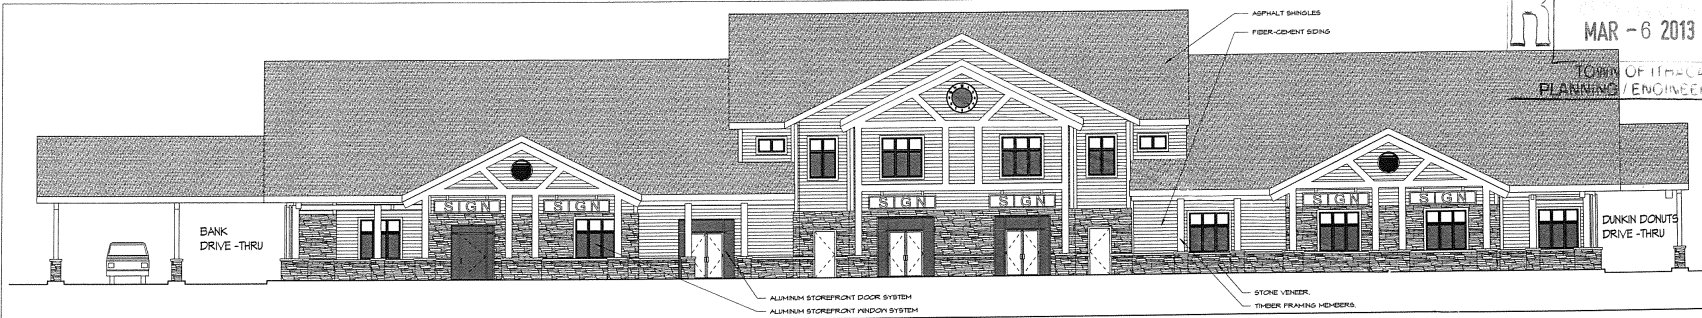 ASPHALT SHINGLES
FIBER-CEMENT SIDING
MAR - 6 2013
TOWN OF ITHACA
PLANNING / ENGINEE
SIGN
SIGN
SIGN
SIGN
SIGN
SIGN
BANK
DRIVE -THRU
DUNKIN DONUTS
DRIVE -THRU
ALUMINUM STOREFRONT DOOR SYSTEM
ALUMINUM STOREFRONT WINDOW SYSTEM
STONE VENEER.
TIMBER FRAMING MEMBERS.